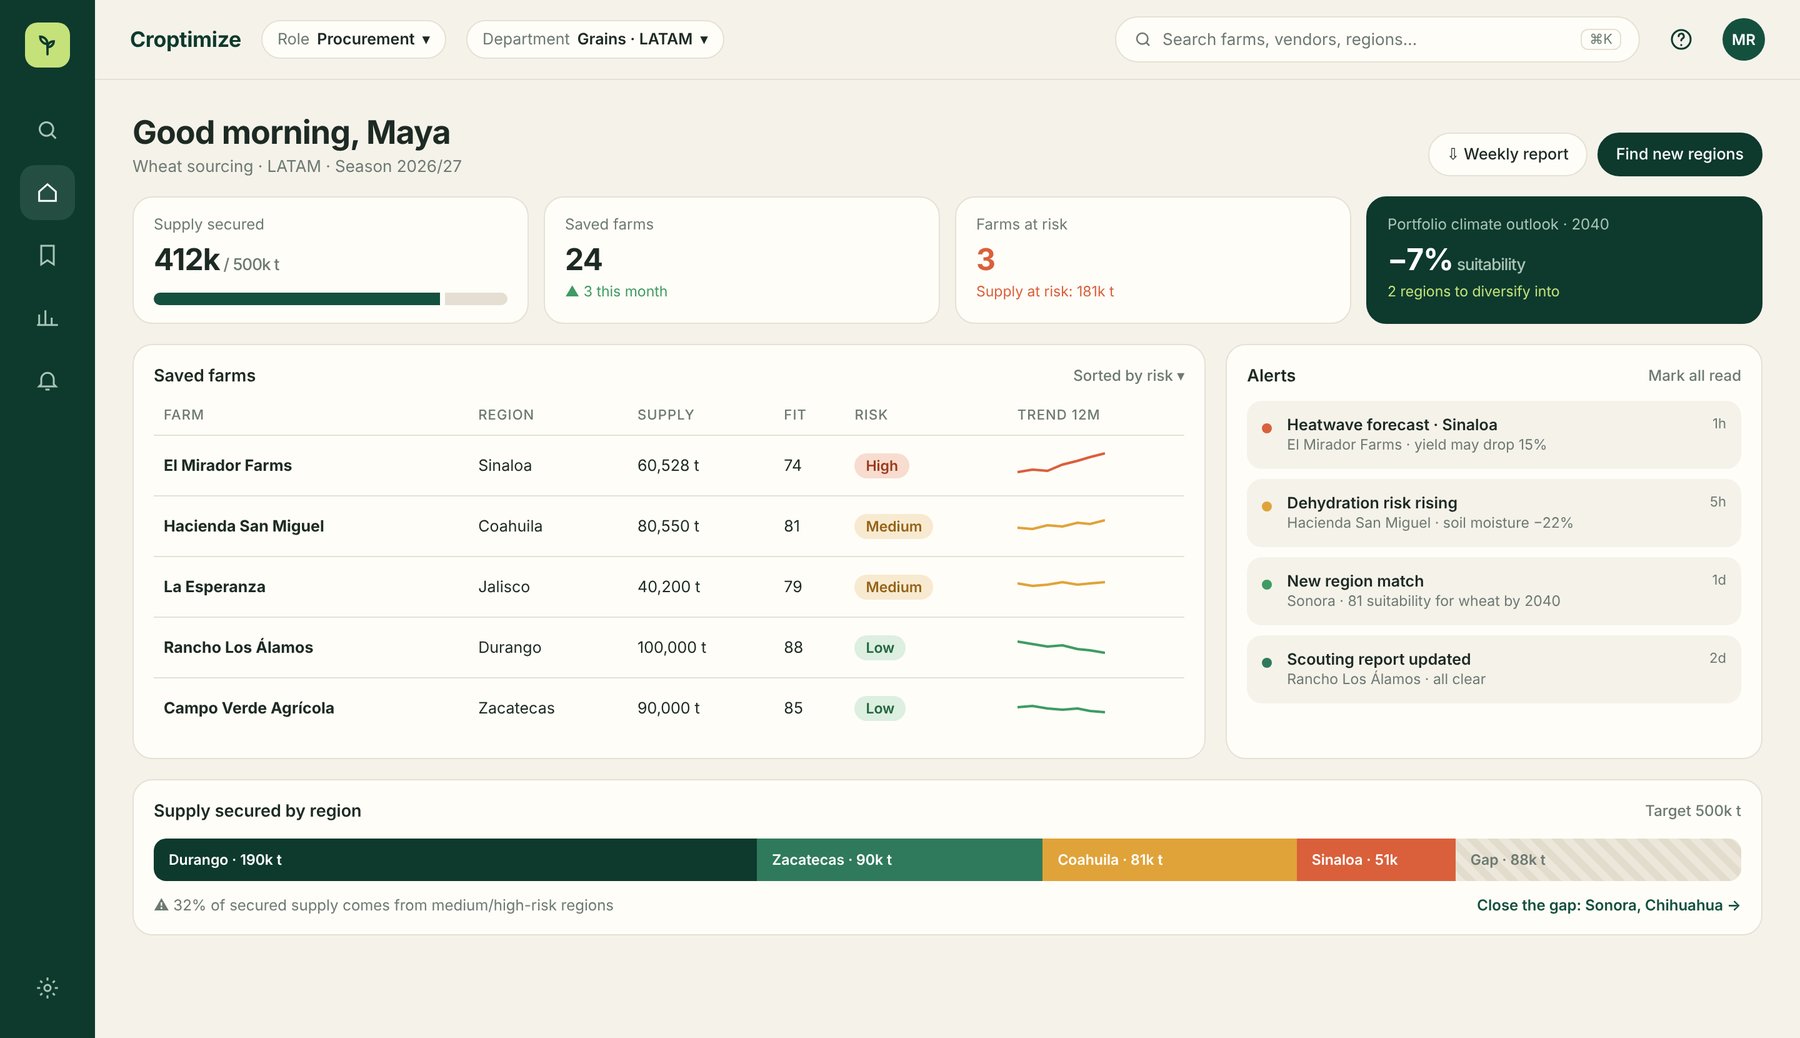 Croptimize
Role Procurement ▾
Department Grains · LATAM ▾
Search farms, vendors, regions...
⌘K
MR
Good morning, Maya
Wheat sourcing · LATAM · Season 2026/27
⇩ Weekly report
Find new regions
Supply secured
412k / 500k t
Saved farms
24
▲ 3 this month
Farms at risk
3
Supply at risk: 181k t
Portfolio climate outlook · 2040
−7% suitability
2 regions to diversify into
Saved farms
Sorted by risk ▾
FARM REGION SUPPLY FIT RISK TREND 12M
El Mirador Farms Sinaloa 60,528 t 74 High
Hacienda San Miguel Coahuila 80,550 t 81 Medium
La Esperanza Jalisco 40,200 t 79 Medium
Rancho Los Álamos Durango 100,000 t 88 Low
Campo Verde Agrícola Zacatecas 90,000 t 85 Low
Alerts
Mark all read
Heatwave forecast · Sinaloa 1h
El Mirador Farms · yield may drop 15%
Dehydration risk rising 5h
Hacienda San Miguel · soil moisture −22%
New region match 1d
Sonora · 81 suitability for wheat by 2040
Scouting report updated 2d
Rancho Los Álamos · all clear
Supply secured by region
Target 500k t
Durango · 190k t
Zacatecas · 90k t
Coahuila · 81k t
Sinaloa · 51k
Gap · 88k t
⚠ 32% of secured supply comes from medium/high-risk regions
Close the gap: Sonora, Chihuahua →